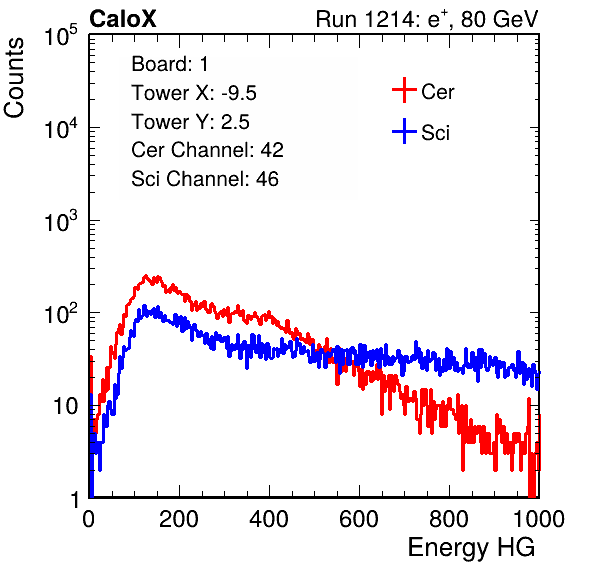 CaloX Run 1214: e⁺, 80 GeV
Counts
Board: 1
Tower X: -9.5
Tower Y: 2.5
Cer Channel: 42
Sci Channel: 46
Cer
Sci
10⁵
10⁴
10³
10²
10
1
0 200 400 600 800 1000
Energy HG